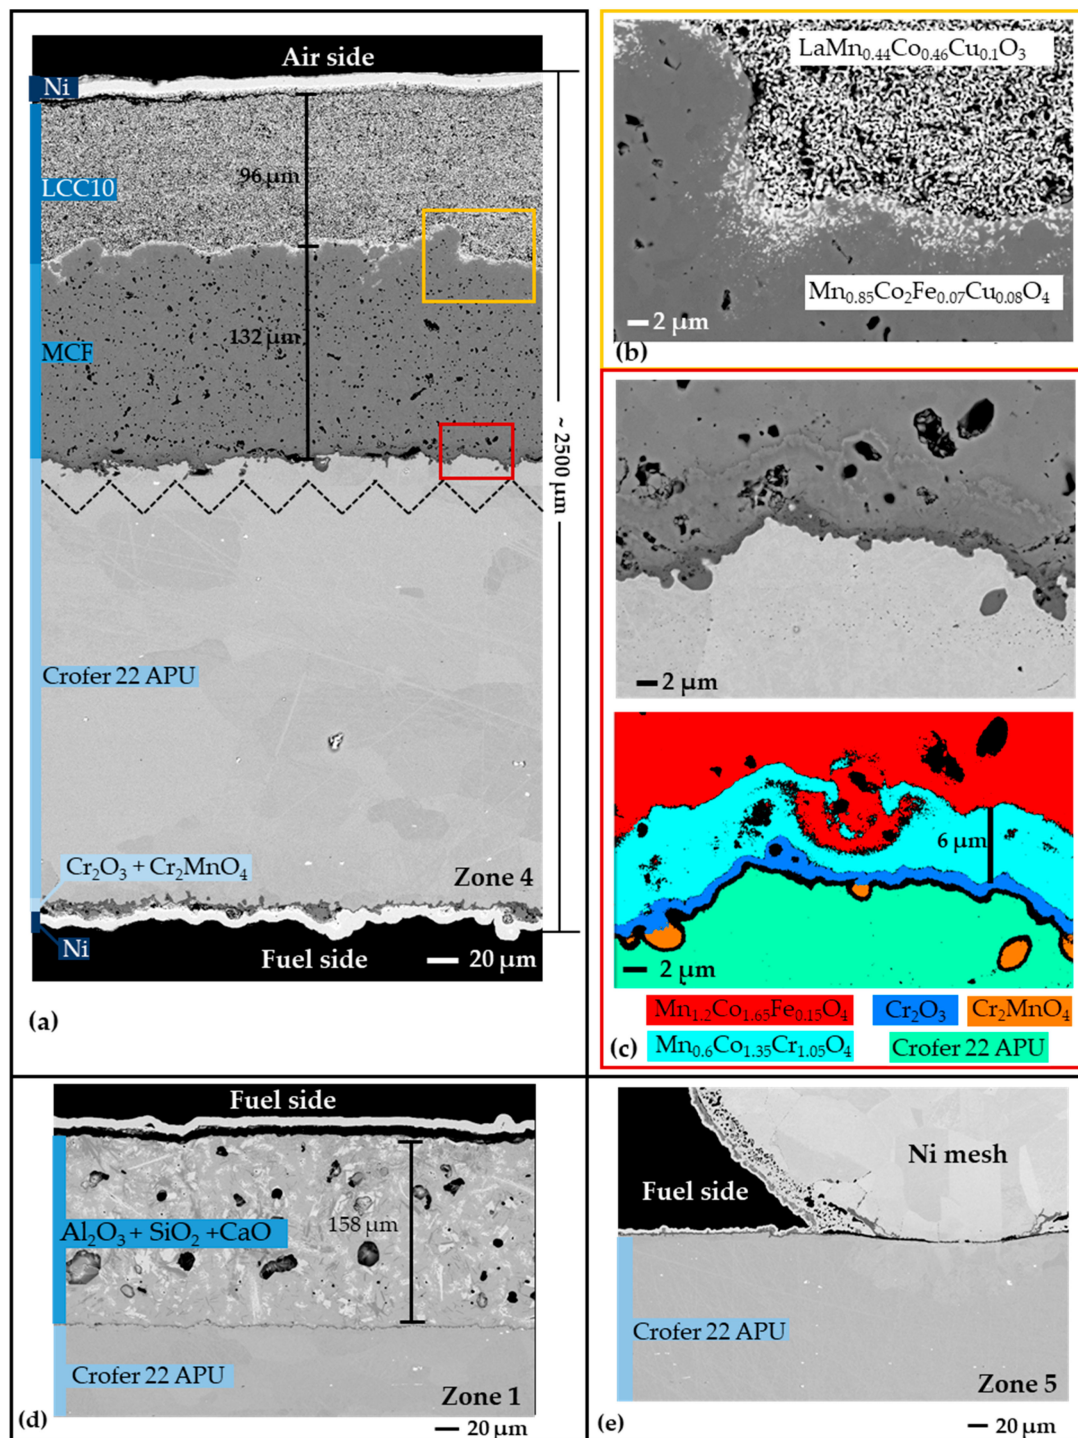 Air side
Ni
LCC10
96 μm
132 μm
MCF
~ 2500 μm
Crofer 22 APU
Cr₂O₃ + Cr₂MnO₄
Zone 4
Ni
Fuel side
20 μm
(a)
LaMn₀.₄₄Co₀.₄₆Cu₀.₁O₃
Mn₀.₈₅Co₂Fe₀.₀₇Cu₀.₀₈O₄
2 μm
(b)
2 μm
6 μm
2 μm
Mn₁.₂Co₁.₆₅Fe₀.₁₅O₄
Cr₂O₃
Cr₂MnO₄
(c)
Mn₀.₆Co₁.₃₅Cr₁.₀₅O₄
Crofer 22 APU
Fuel side
158 μm
Al₂O₃ + SiO₂ +CaO
Crofer 22 APU
Zone 1
(d)
20 μm
Ni mesh
Fuel side
Crofer 22 APU
Zone 5
(e)
20 μm